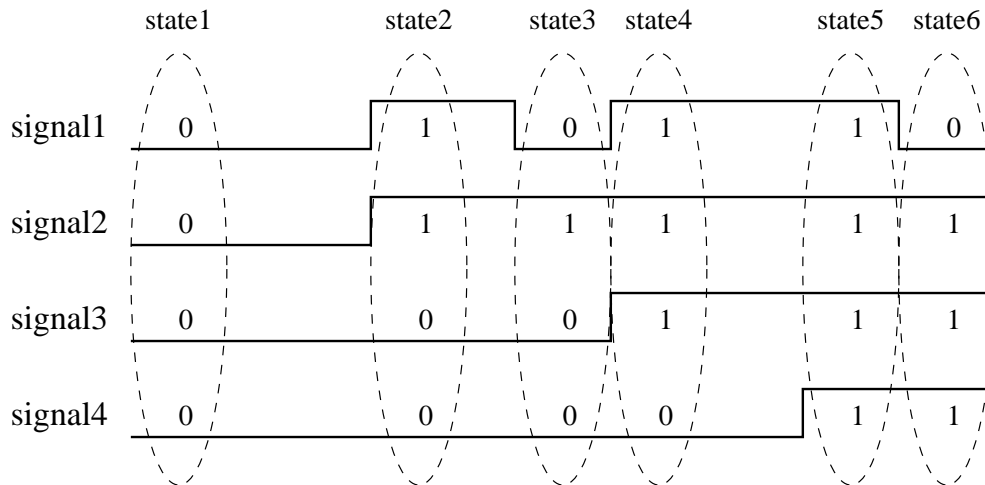 state1 state2 state3 state4 state5 state6
signal1 0 1 0 1 1 0
signal2 0 1 1 1 1 1
signal3 0 0 0 1 1 1
signal4 0 0 0 0 1 1